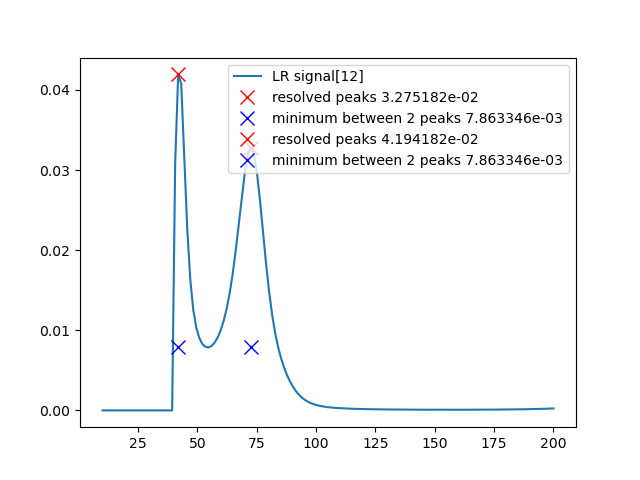 LR signal[12]
resolved peaks 3.275182e-02
minimum between 2 peaks 7.863346e-03
resolved peaks 4.194182e-02
minimum between 2 peaks 7.863346e-03
0.04
0.03
0.02
0.01
0.00
25 50 75 100 125 150 175 200